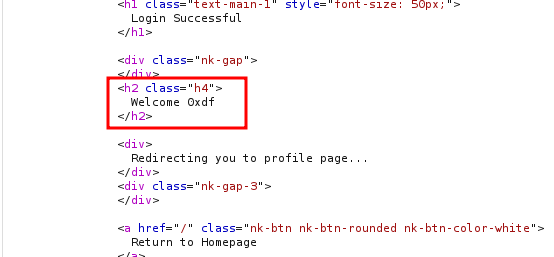 <h1 class="text-main-1" style="font-size: 50px;">
Login Successful
</h1>
<div class="nk-gap">
</div>
<h2 class="h4">
Welcome 0xdf
</h2>
<div>
Redirecting you to profile page...
</div>
<div class="nk-gap-3">
</div>
<a href="/" class="nk-btn nk-btn-rounded nk-btn-color-white">
Return to Homepage
</a>